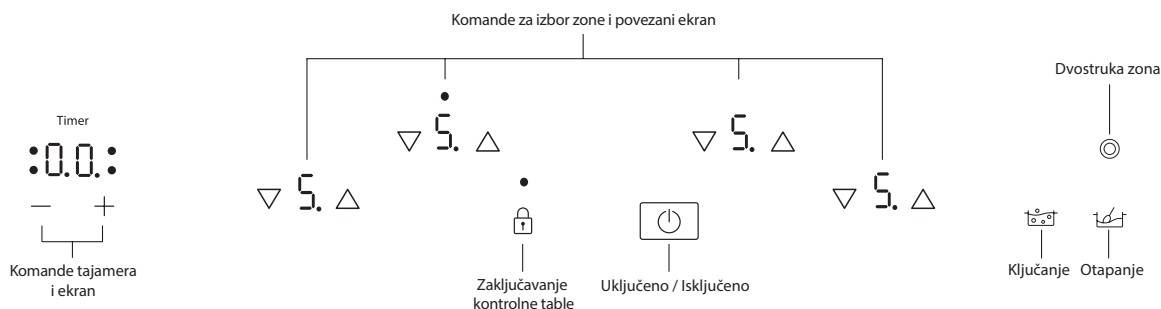 Komande za izbor zone i povezani ekran
Dvostruka zona
Timer
0.0.
5.
5.
5.
5.
Komande tajamera
i ekran
Zaključavanje
kontrolne table
Uključeno / Isključeno
Ključanje
Otapanje